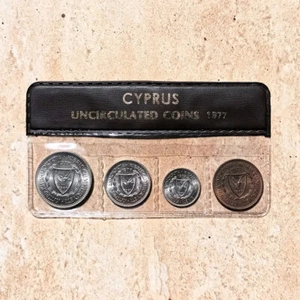 CYPRUS
UNCIRCULATED COINS 1977